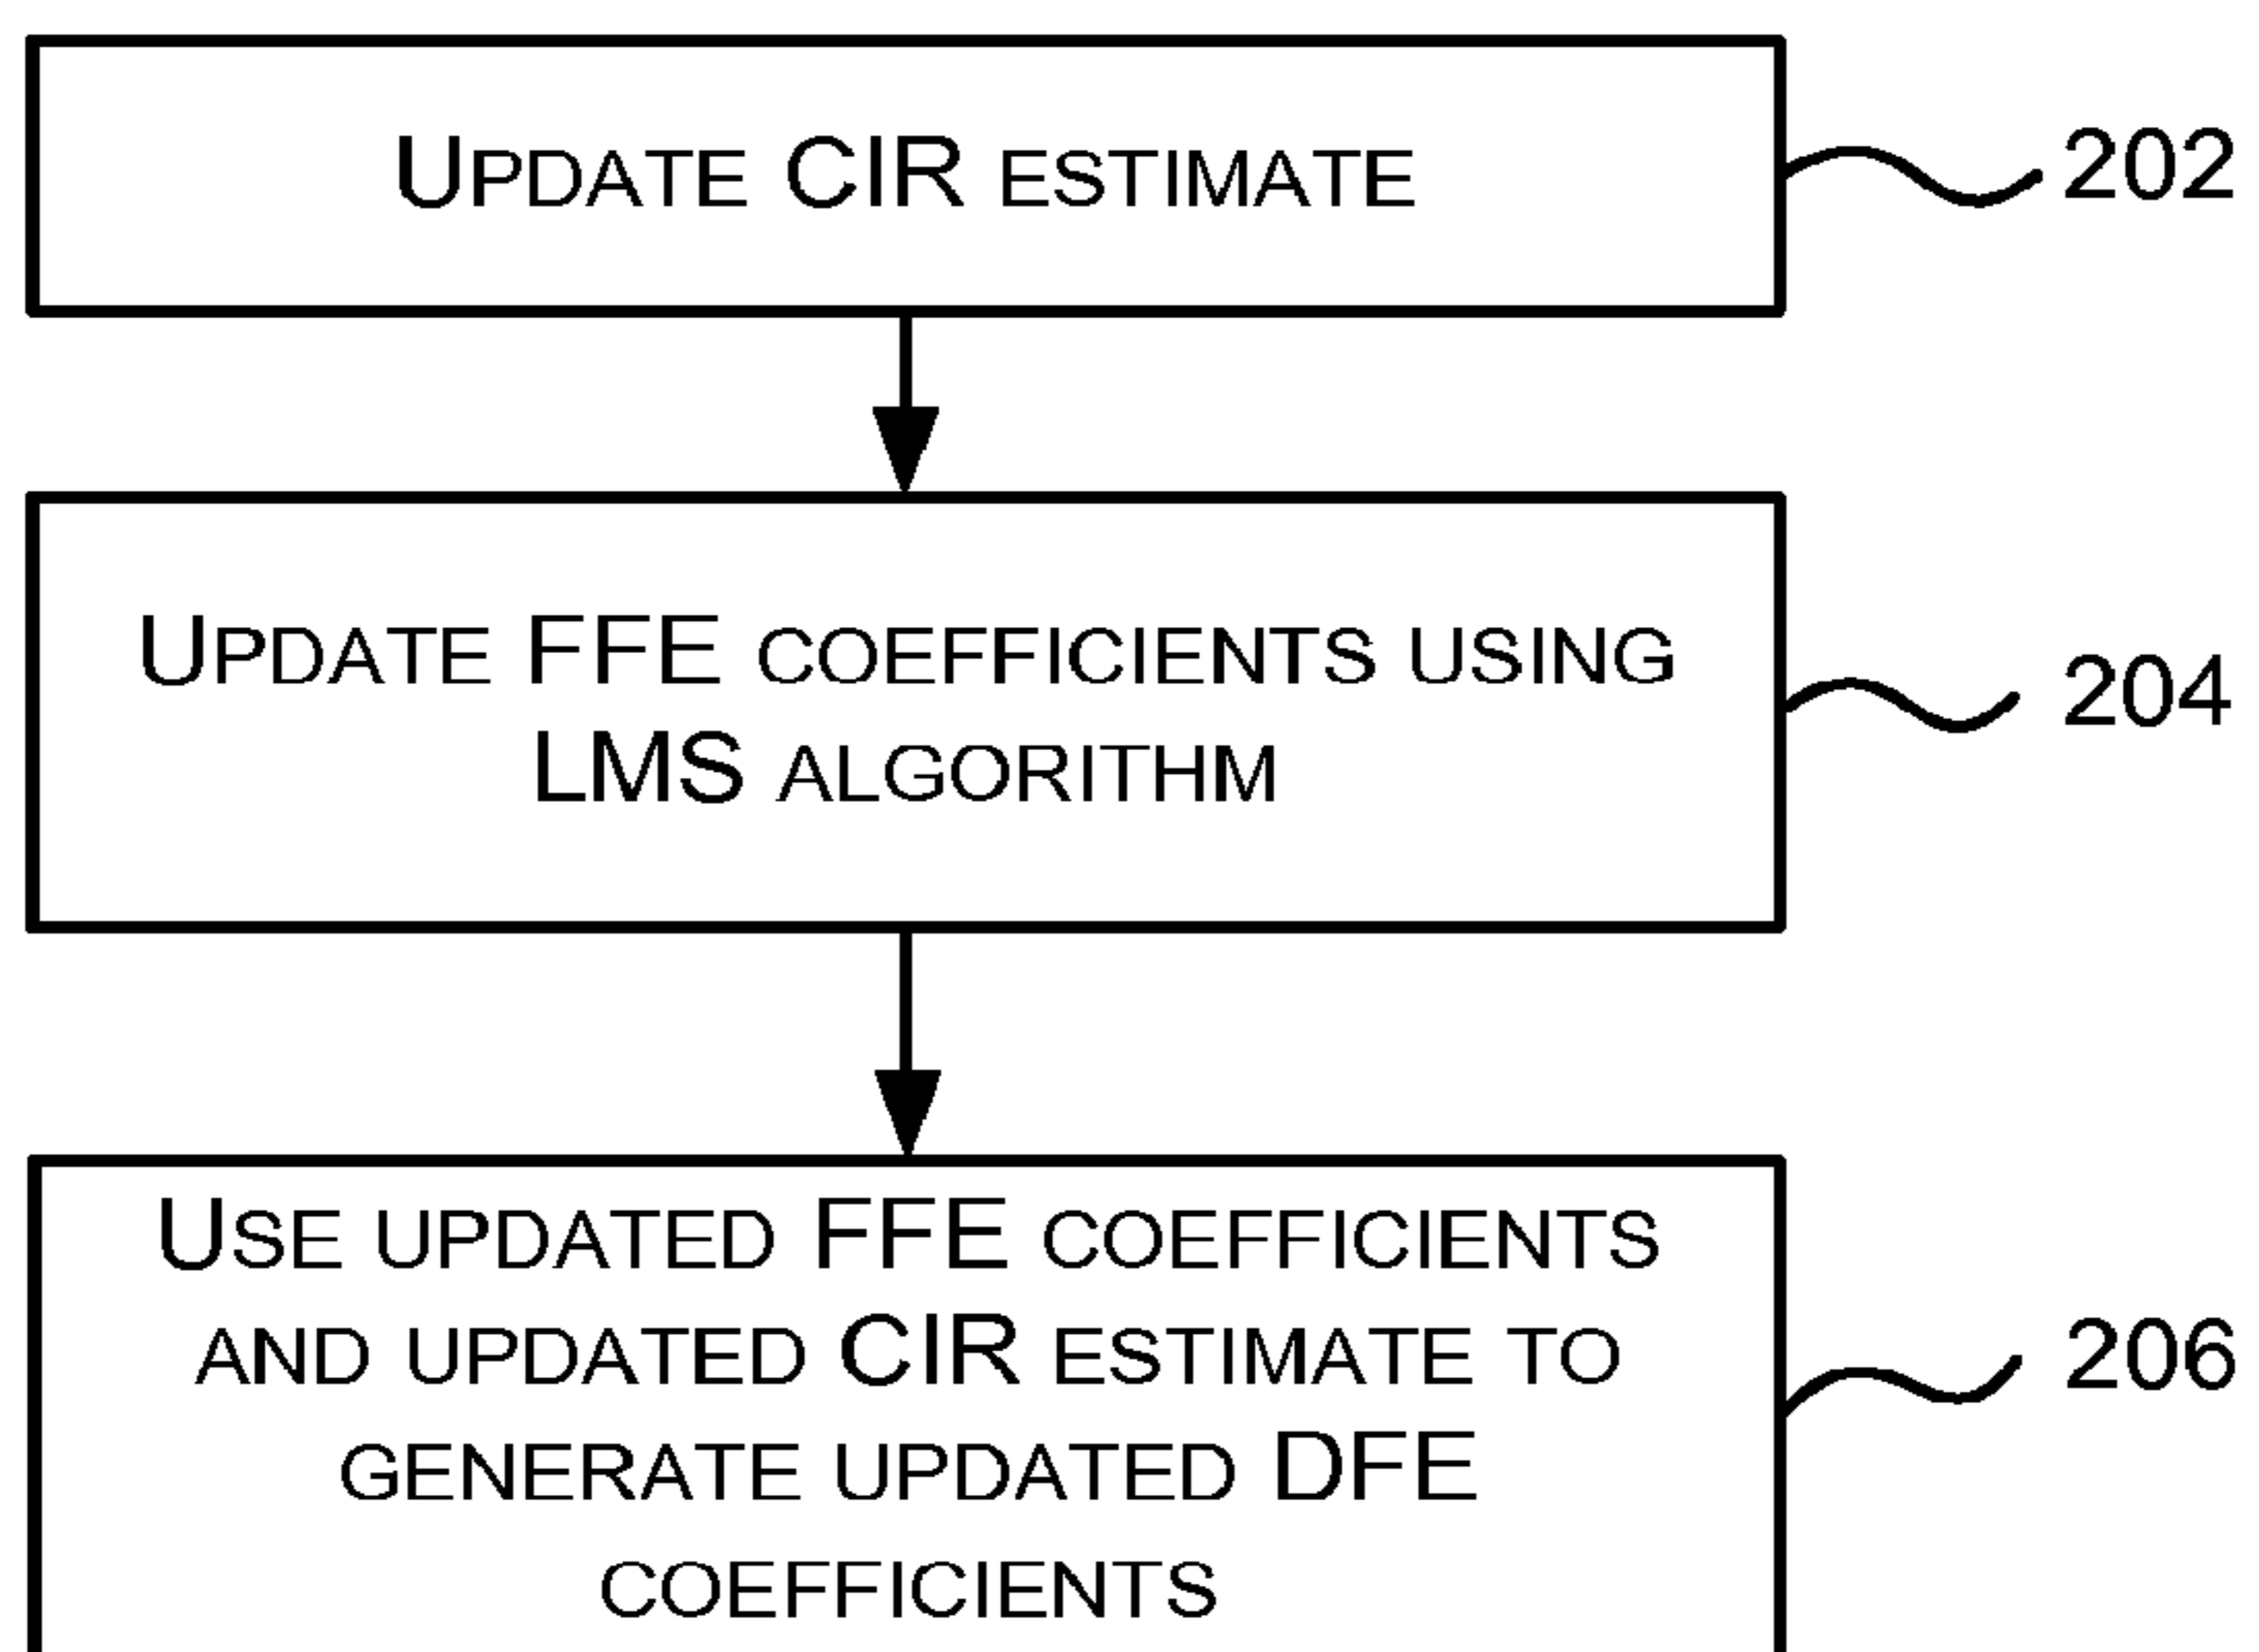 UPDATE CIR ESTIMATE
202
UPDATE FFE COEFFICIENTS USING
LMS ALGORITHM
204
USE UPDATED FFE COEFFICIENTS
AND UPDATED CIR ESTIMATE TO
GENERATE UPDATED DFE
COEFFICIENTS
206